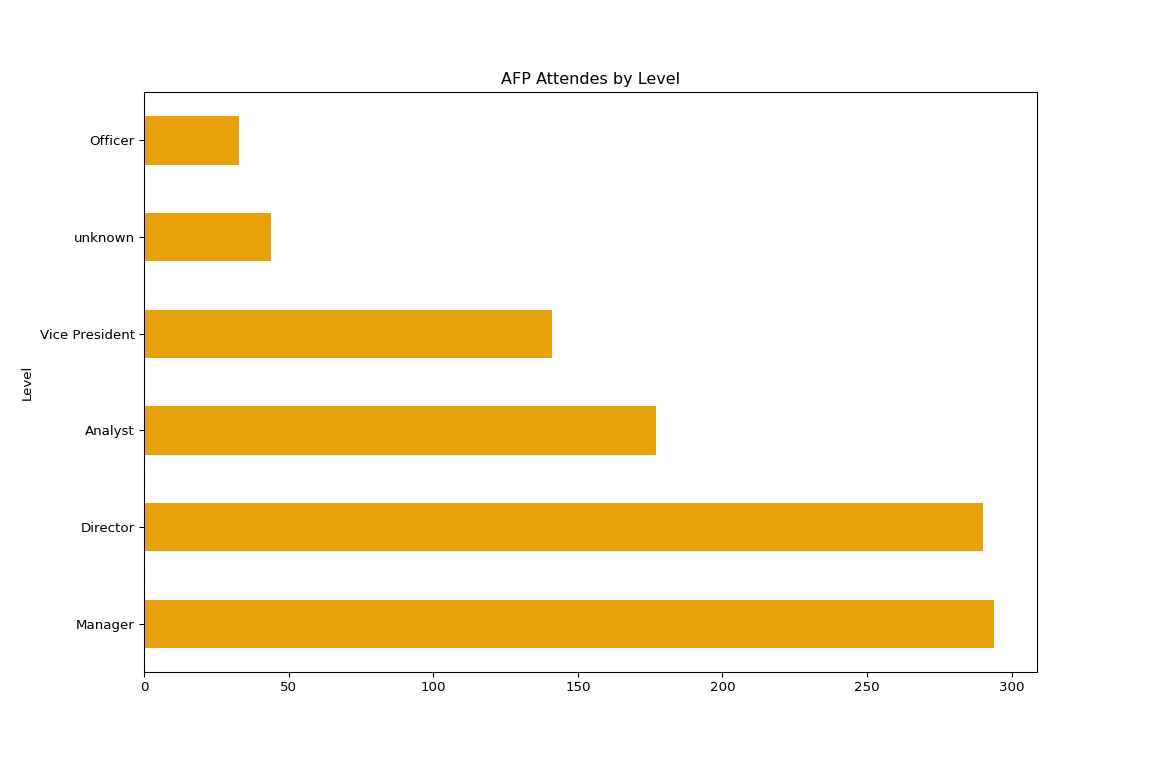 AFP Attendes by Level
Officer
unknown
Vice President
Analyst
Director
Manager
Level
0 50 100 150 200 250 300